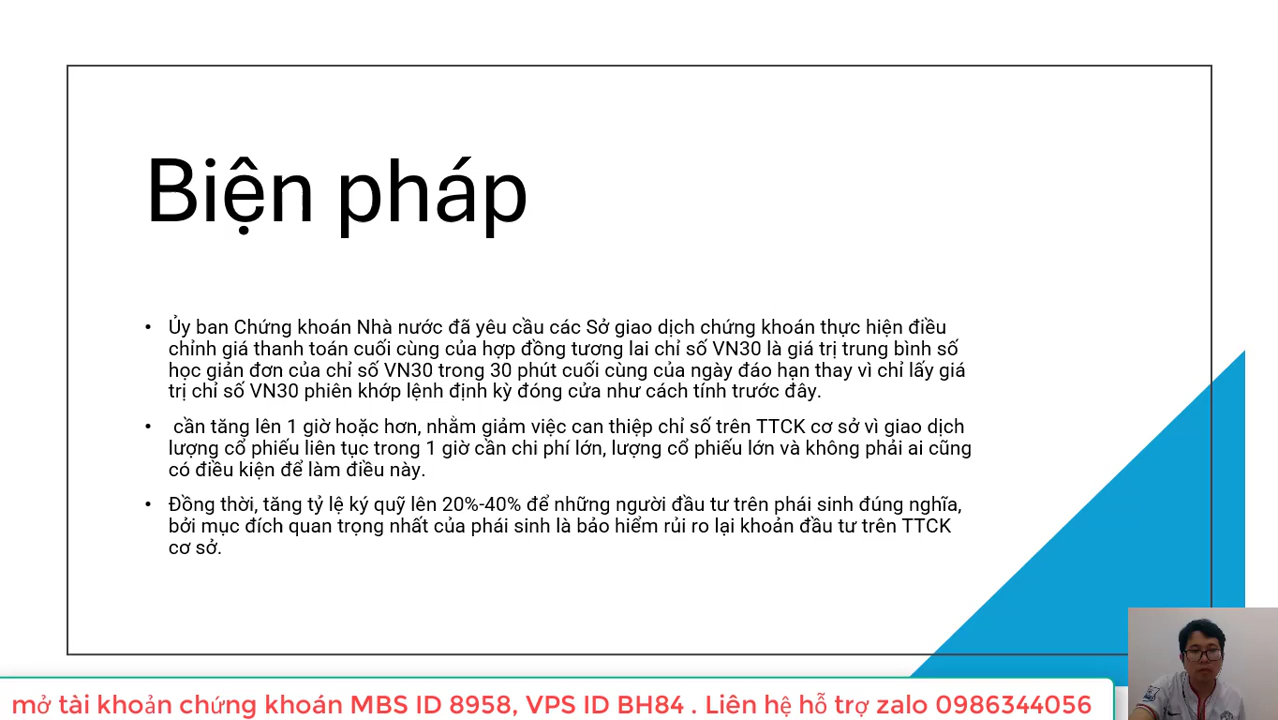 Biện pháp
• Ủy ban Chứng khoán Nhà nước đã yêu cầu các Sở giao dịch chứng khoán thực hiện điều
chỉnh giá thanh toán cuối cùng của hợp đồng tương lai chỉ số VN30 là giá trị trung bình số
học giản đơn của chỉ số VN30 trong 30 phút cuối cùng của ngày đáo hạn thay vì chỉ lấy giá
trị chỉ số VN30 phiên khớp lệnh định kỳ đóng cửa như cách tính trước đây.
• cần tăng lên 1 giờ hoặc hơn, nhằm giảm việc can thiệp chỉ số trên TTCK cơ sở vì giao dịch
lượng cổ phiếu liên tục trong 1 giờ cần chi phí lớn, lượng cổ phiếu lớn và không phải ai cũng
có điều kiện để làm điều này.
• Đồng thời, tăng tỷ lệ ký quỹ lên 20%-40% để những người đầu tư trên phái sinh đúng nghĩa,
bởi mục đích quan trọng nhất của phái sinh là bảo hiểm rủi ro lại khoản đầu tư trên TTCK
cơ sở.
mở tài khoản chứng khoán MBS ID 8958, VPS ID BH84 . Liên hệ hỗ trợ zalo 0986344056